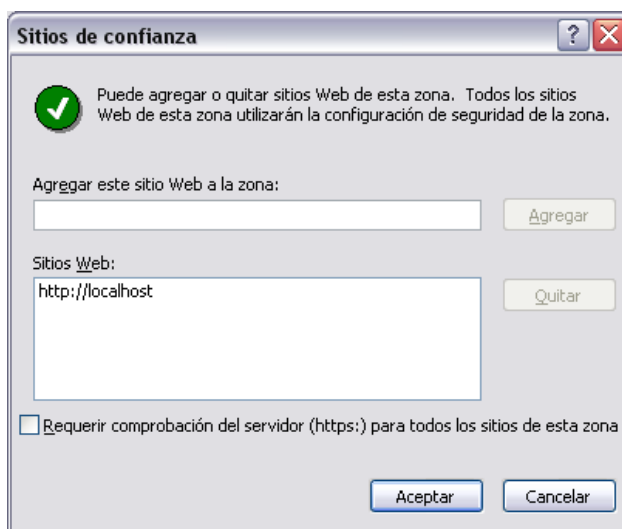 Sitios de confianza
Puede agregar o quitar sitios Web de esta zona. Todos los sitios
Web de esta zona utilizarán la configuración de seguridad de la zona.
Agregar este sitio Web a la zona:
Agregar
Sitios Web:
http://localhost
Quitar
Requerir comprobación del servidor (https:) para todos los sitios de esta zona
Aceptar
Cancelar